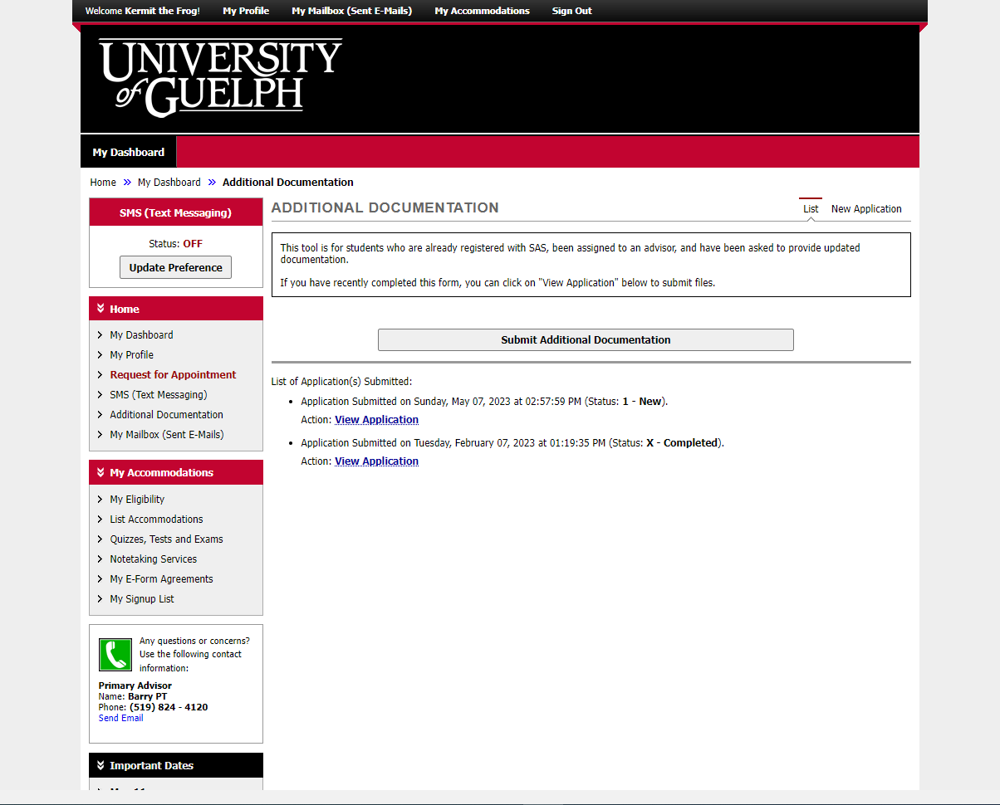 Welcome Kermit the Frog! My Profile My Mailbox (Sent E-Mails) My Accommodations Sign Out
UNIVERSITY
of GUELPH
My Dashboard
Home » My Dashboard » Additional Documentation
SMS (Text Messaging)
Status: OFF
Update Preference
Home
My Dashboard
My Profile
Request for Appointment
SMS (Text Messaging)
Additional Documentation
My Mailbox (Sent E-Mails)
My Accommodations
My Eligibility
List Accommodations
Quizzes, Tests and Exams
Notetaking Services
My E-Form Agreements
My Signup List
Any questions or concerns?
Use the following contact
information:
Primary Advisor
Name: Barry PT
Phone: (519) 824 - 4120
Send Email
Important Dates
ADDITIONAL DOCUMENTATION
List New Application
This tool is for students who are already registered with SAS, been assigned to an advisor, and have been asked to provide updated
documentation.
If you have recently completed this form, you can click on "View Application" below to submit files.
Submit Additional Documentation
List of Application(s) Submitted:
• Application Submitted on Sunday, May 07, 2023 at 02:57:59 PM (Status: 1 - New).
Action: View Application
• Application Submitted on Tuesday, February 07, 2023 at 01:19:35 PM (Status: X - Completed).
Action: View Application